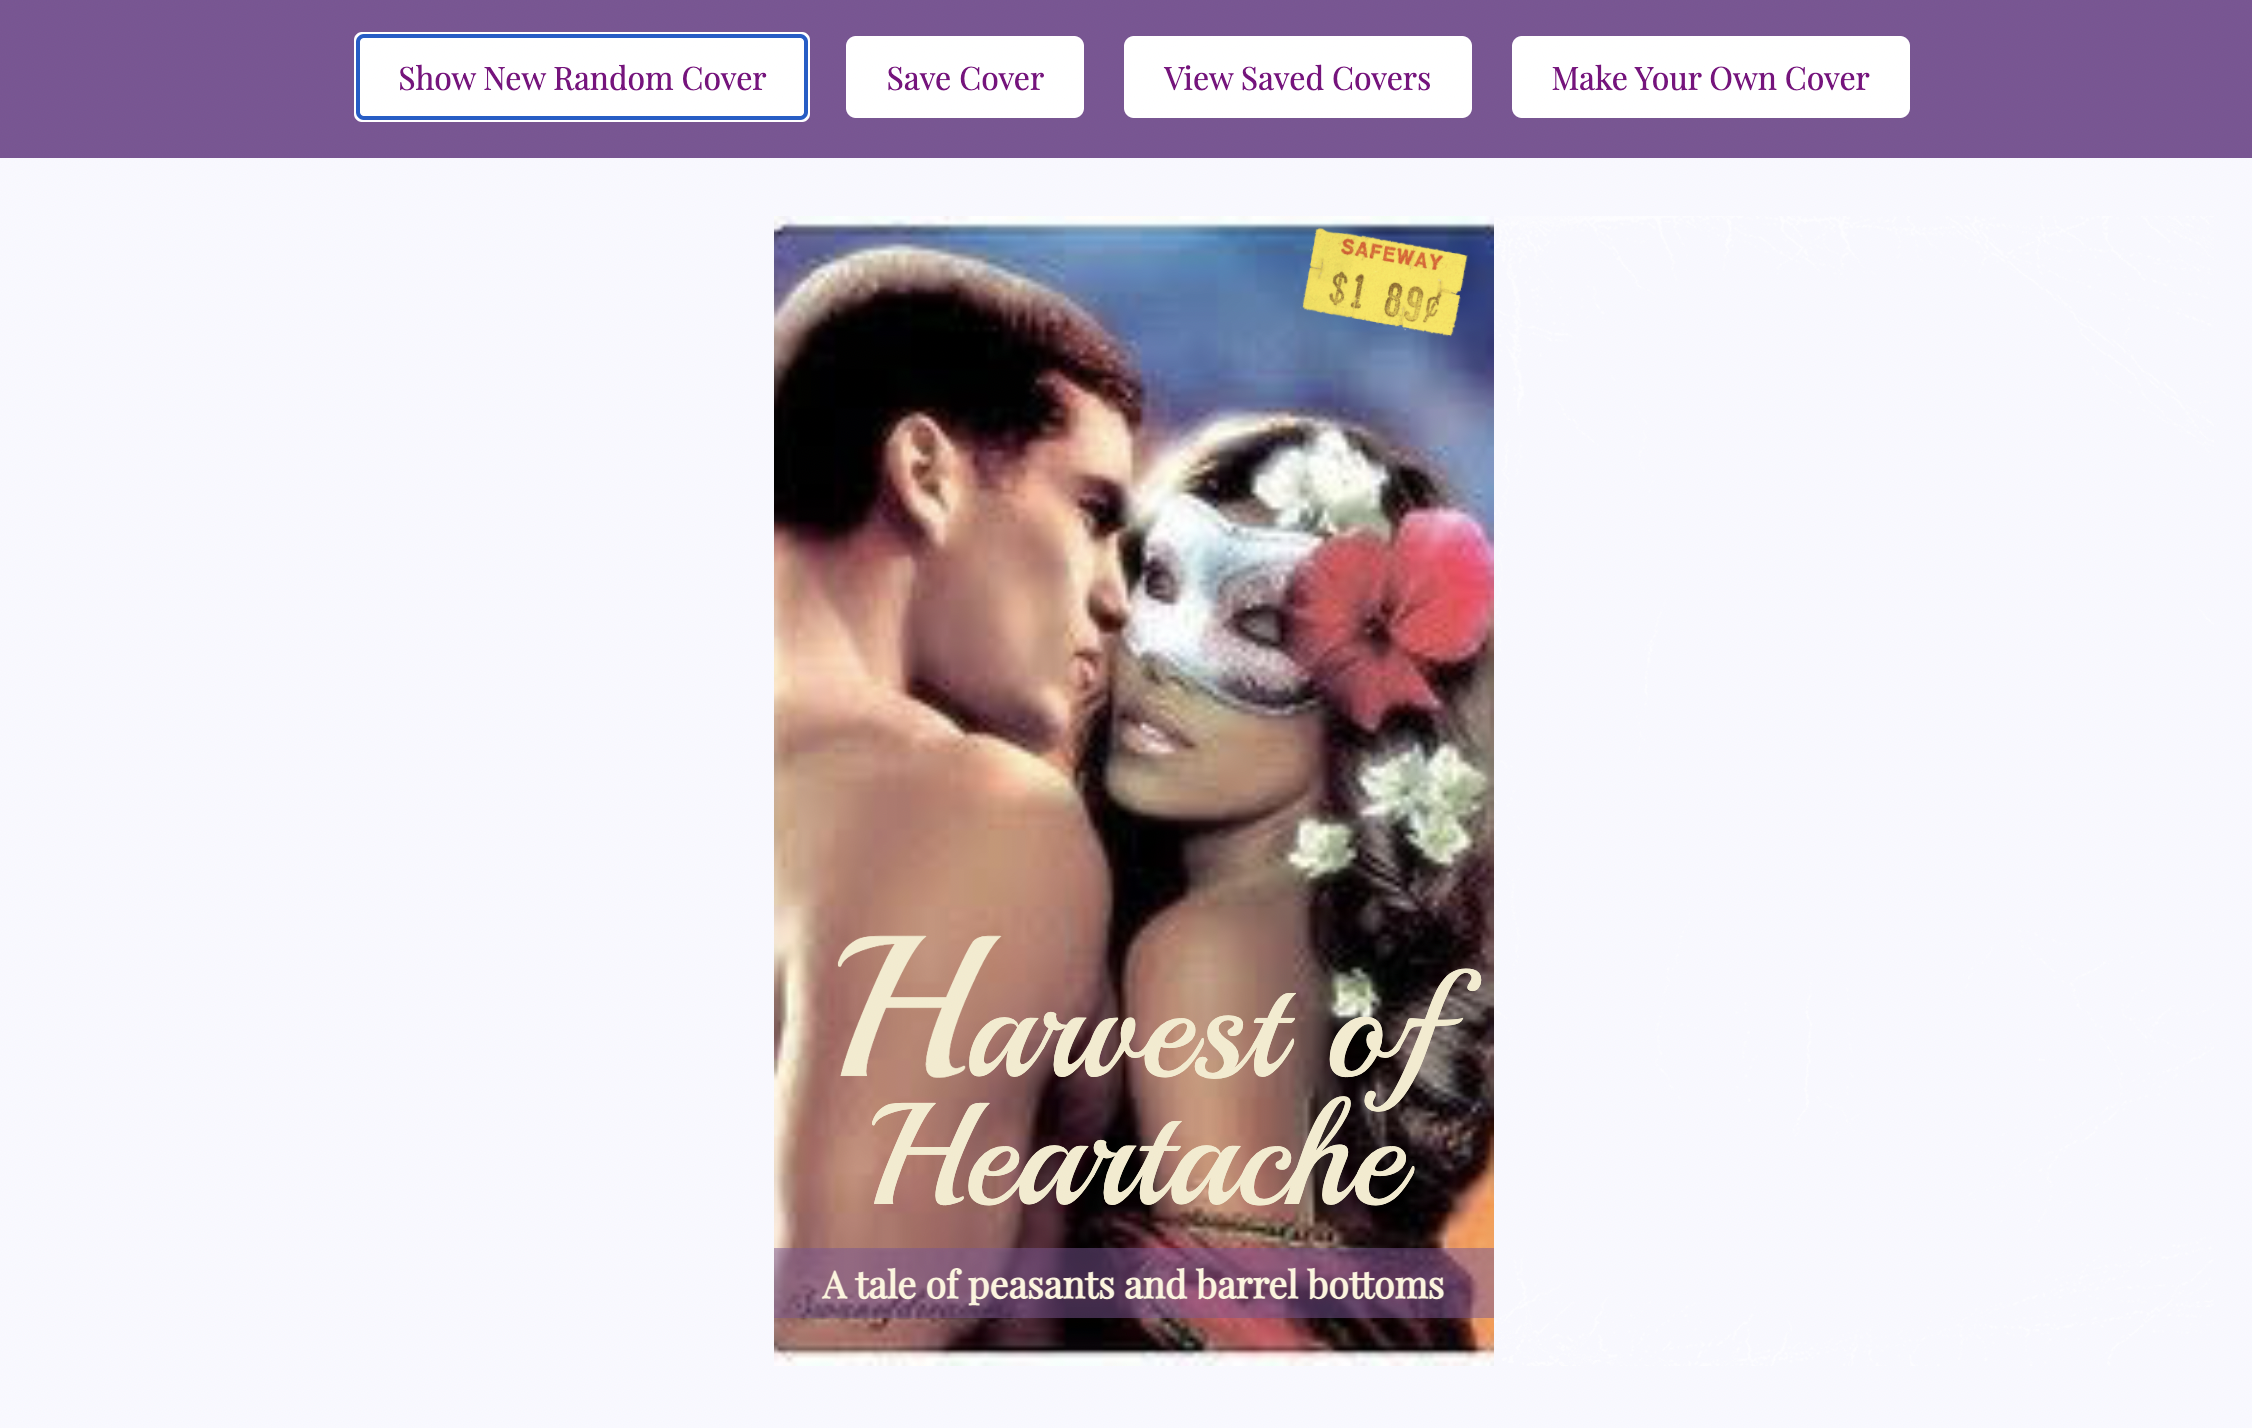 Show New Random Cover
Save Cover
View Saved Covers
Make Your Own Cover
SAFEWAY
$1 89¢
Harvest of
Heartache
A tale of peasants and barrel bottoms